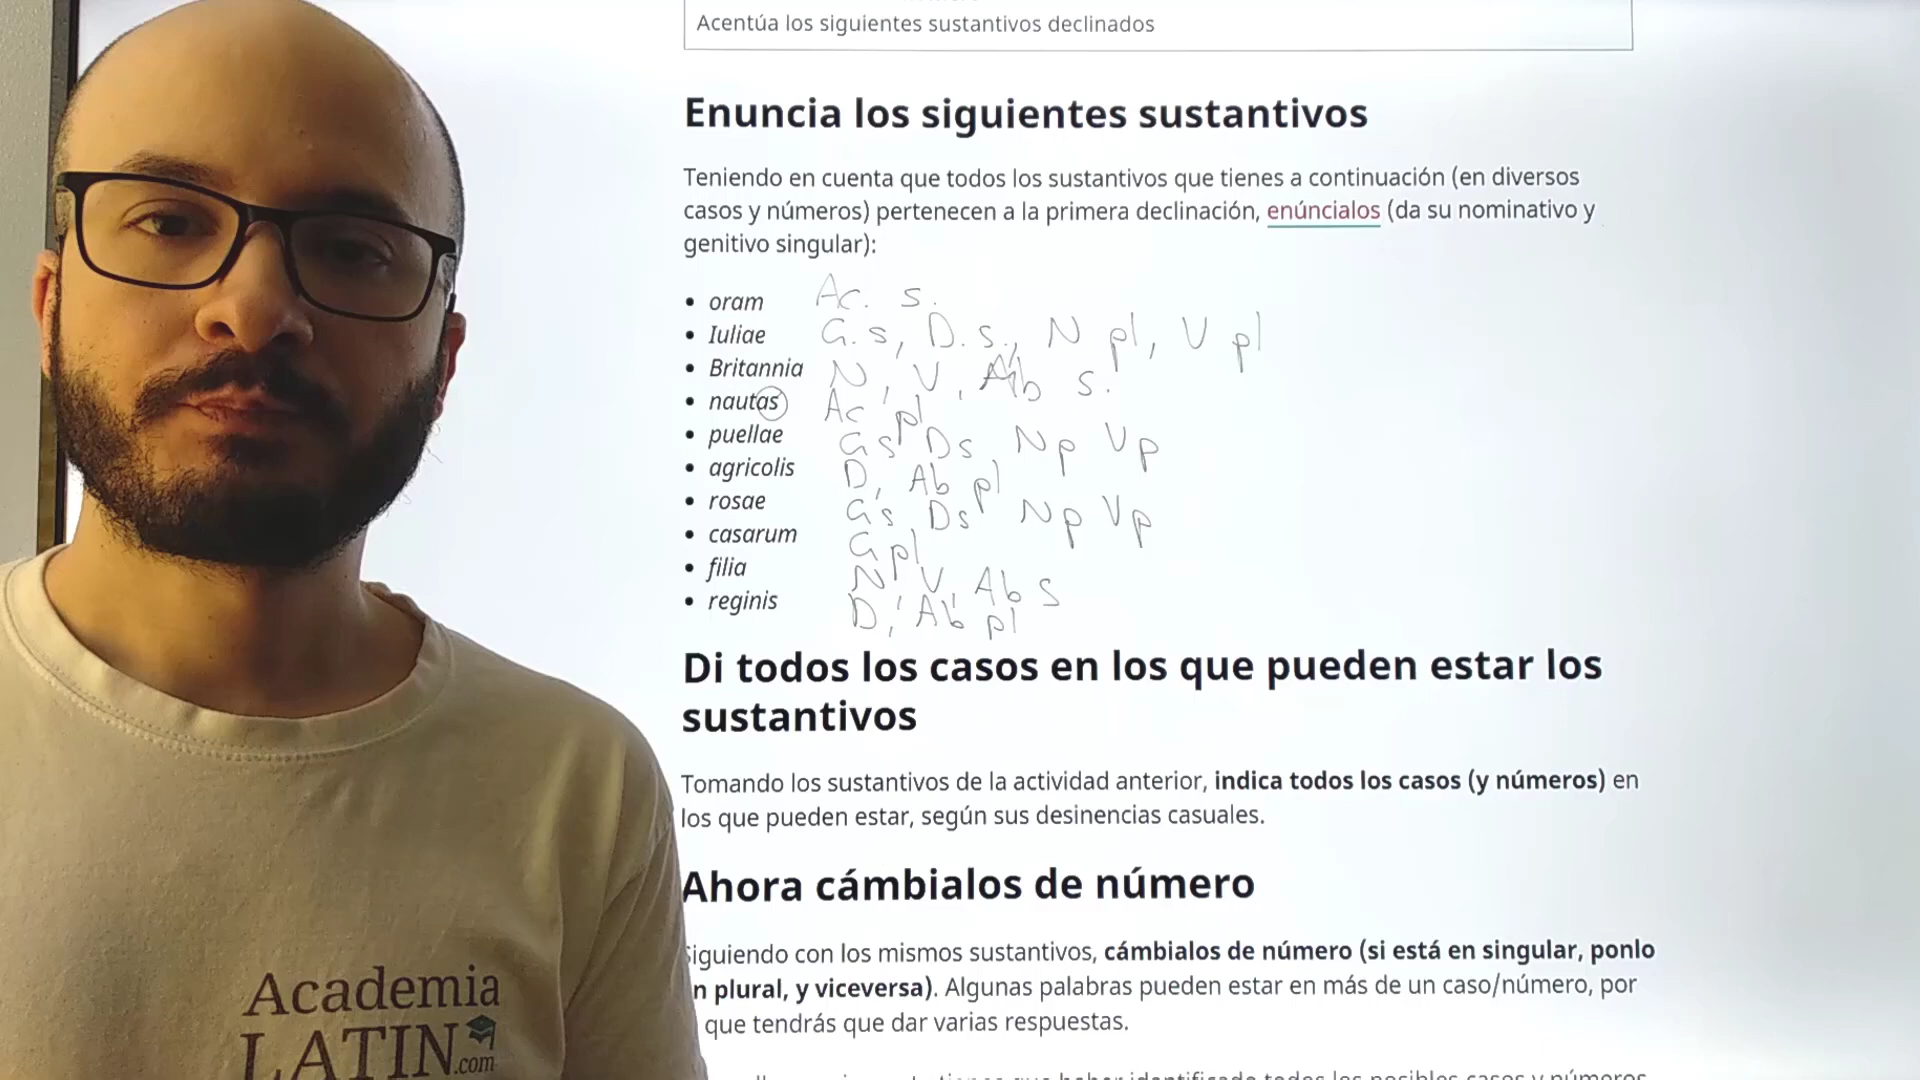 Acentúa los siguientes sustantivos declinados
Enuncia los siguientes sustantivos
Teniendo en cuenta que todos los sustantivos que tienes a continuación (en diversos
casos y números) pertenecen a la primera declinación, enúncialos (da su nominativo y
genitivo singular):
• oram Ac. s.
• Iuliae G. s, D. s., N pl, V pl
• Britannia N, V, Ab s.
• nautas Ac pl
• puellae Gs Ds, Np Vp
• agricolis D, Ab pl
• rosae Gs, Ds Np Vp
• casarum G pl
• filia N, V, Ab s
• reginis D, Ab pl
Di todos los casos en los que pueden estar los
sustantivos
Tomando los sustantivos de la actividad anterior, indica todos los casos (y números) en
los que pueden estar, según sus desinencias casuales.
Ahora cámbialos de número
iguiendo con los mismos sustantivos, cámbialos de número (si está en singular, ponlo
n plural, y viceversa). Algunas palabras pueden estar en más de un caso/número, por
que tendrás que dar varias respuestas.
Academia
LATIN.com